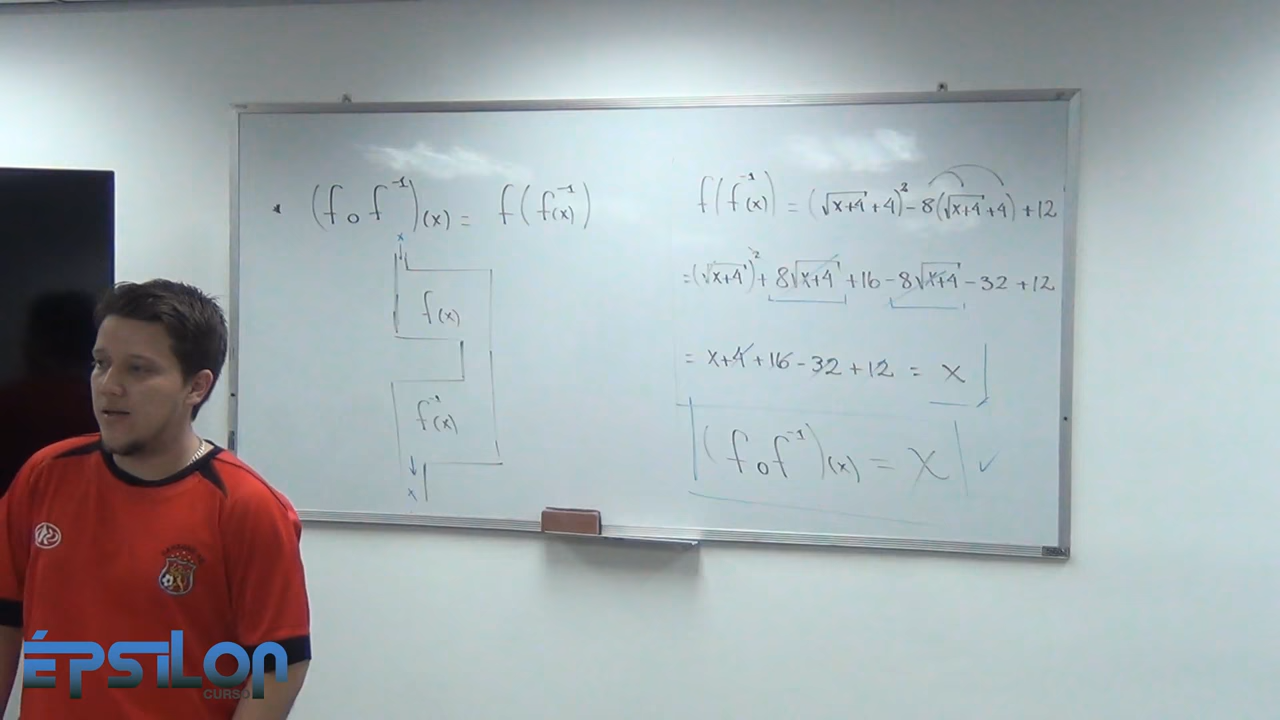 (f o f⁻¹)(x) = f(f⁻¹(x))
x
f(x)
f⁻¹(x)
x
f(f⁻¹(x)) = (√x+4 + 4)² - 8(√x+4 + 4) + 12
= (√x+4)² + 8√x+4 + 16 - 8√x+4 - 32 + 12
= x + 4 + 16 - 32 + 12 = x
(f o f⁻¹)(x) = x ✓
ÉPSILON
CURSO